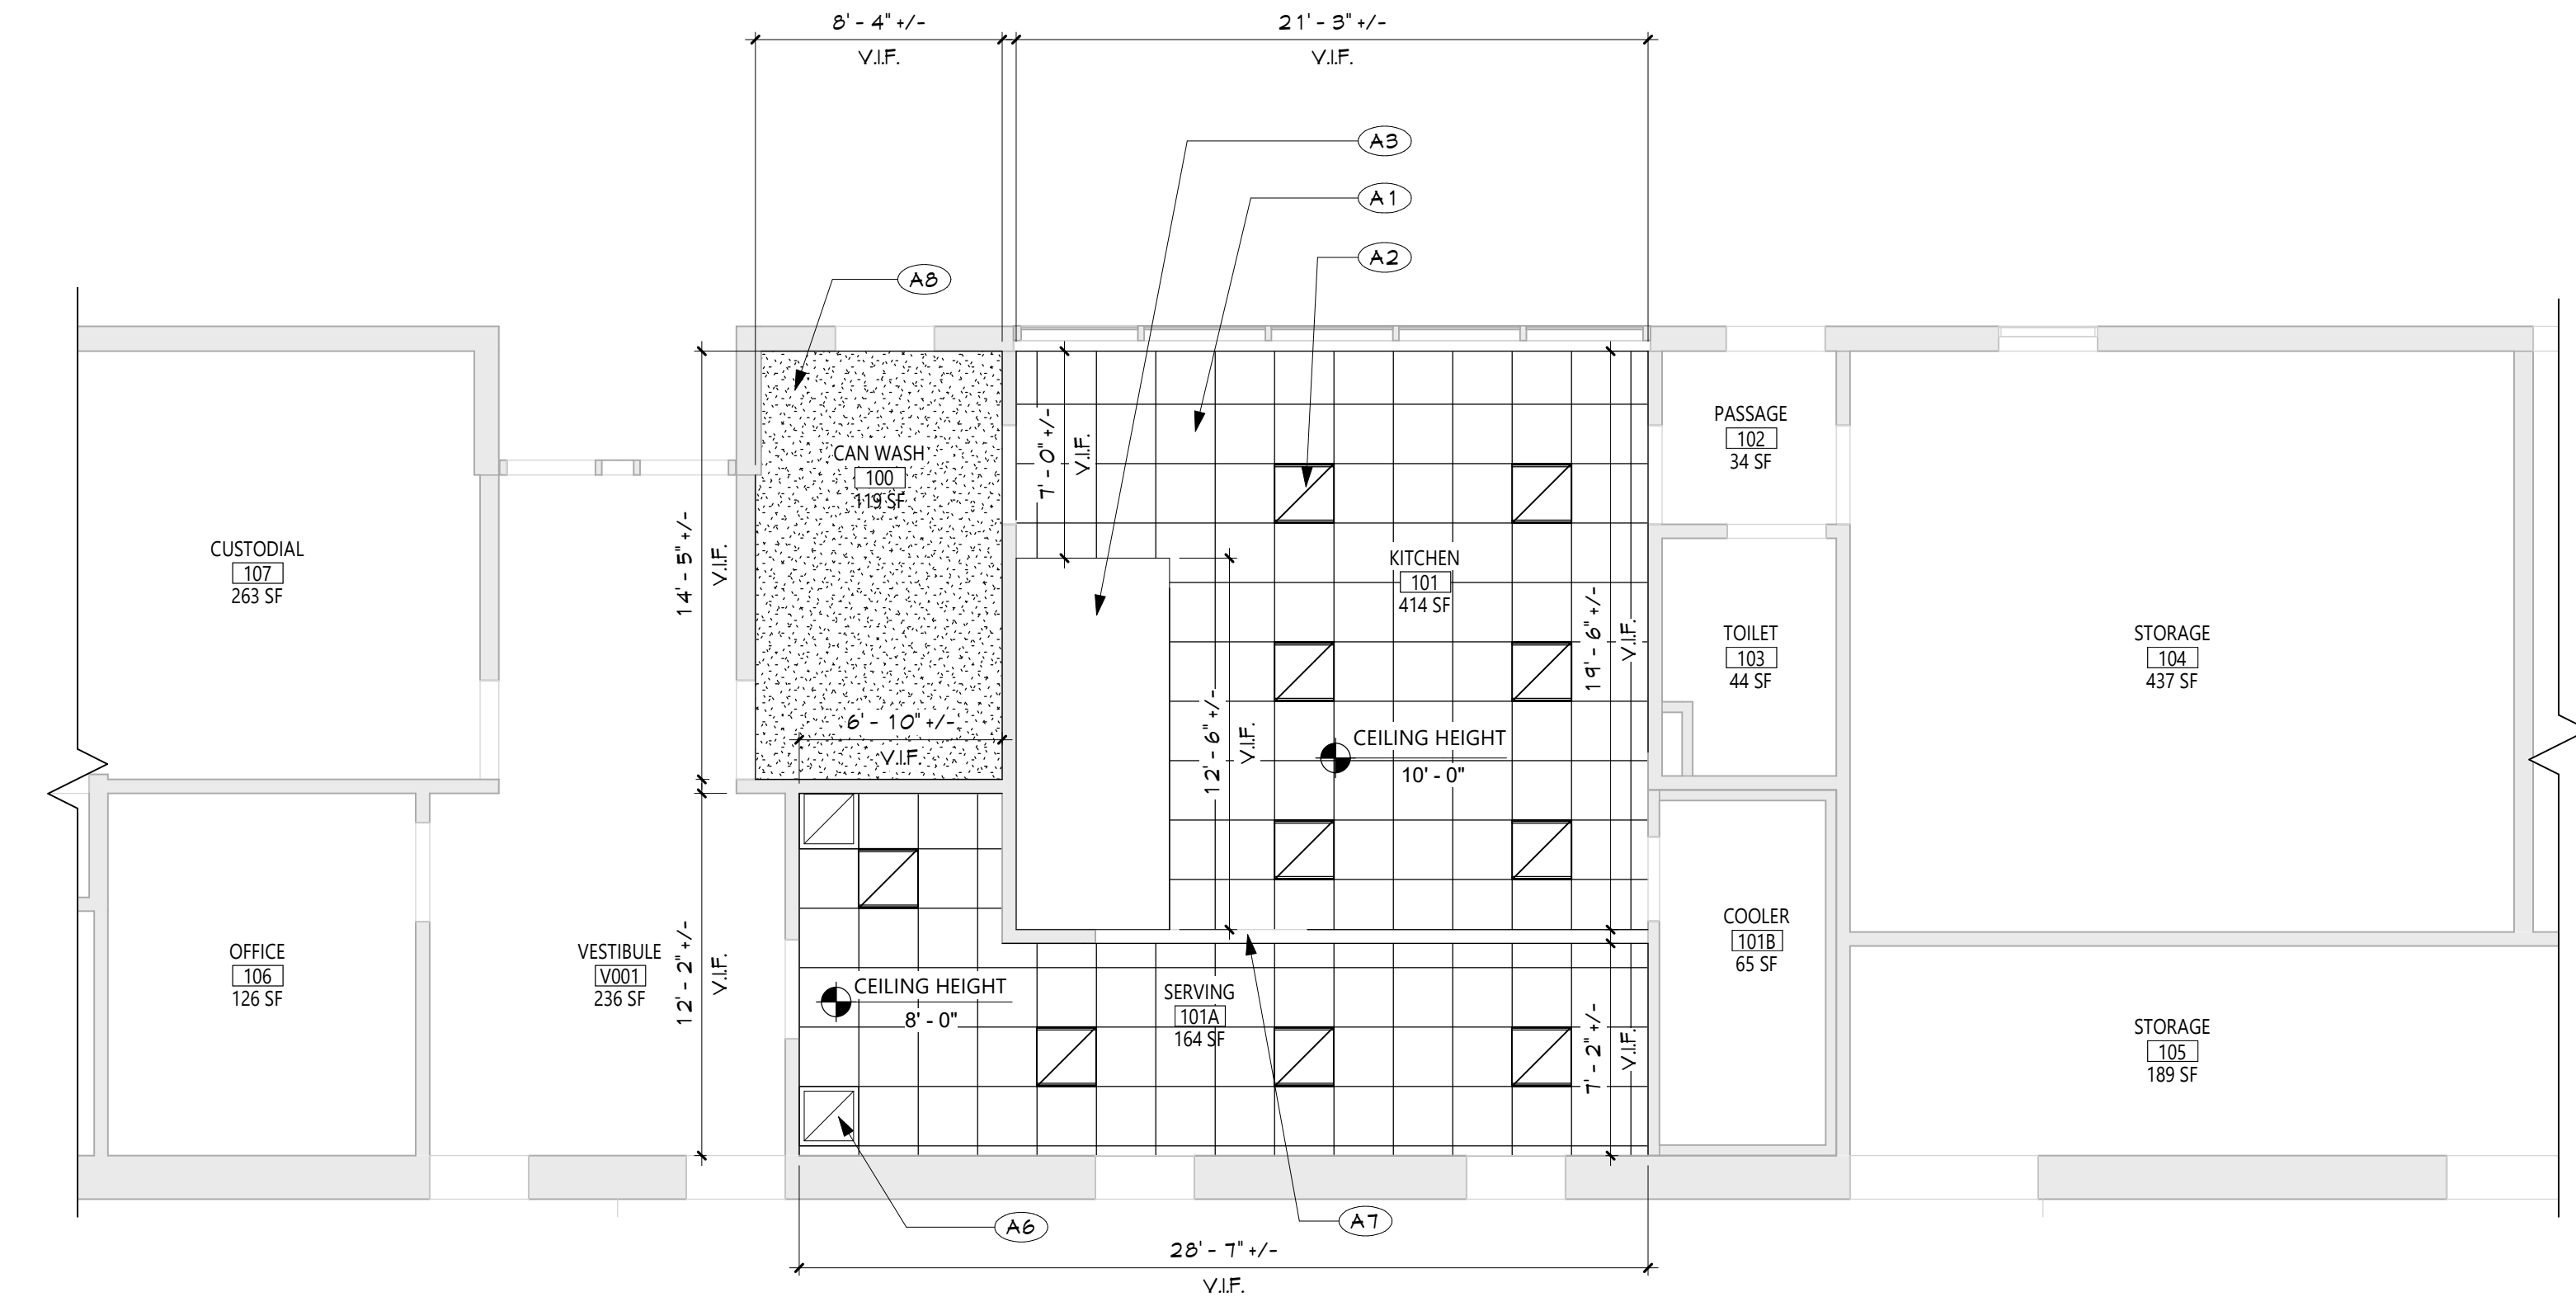 8' - 4" +/-
V.I.F.
21' - 3" +/-
V.I.F.
A3
A1
A2
A8
CAN WASH
100
119 SF
7' - 0" +/-
V.I.F.
PASSAGE
102
34 SF
CUSTODIAL
107
263 SF
14' - 5" +/-
V.I.F.
KITCHEN
101
414 SF
19' - 6" +/-
V.I.F.
TOILET
103
44 SF
STORAGE
104
437 SF
6' - 10" +/-
V.I.F.
12' - 6" +/-
V.I.F.
CEILING HEIGHT
10' - 0"
OFFICE
106
126 SF
VESTIBULE
V001
236 SF
12' - 2" +/-
V.I.F.
CEILING HEIGHT
8' - 0"
SERVING
101A
164 SF
7' - 2" +/-
V.I.F.
COOLER
101B
65 SF
STORAGE
105
189 SF
A6
A7
28' - 7" +/-
V.I.F.